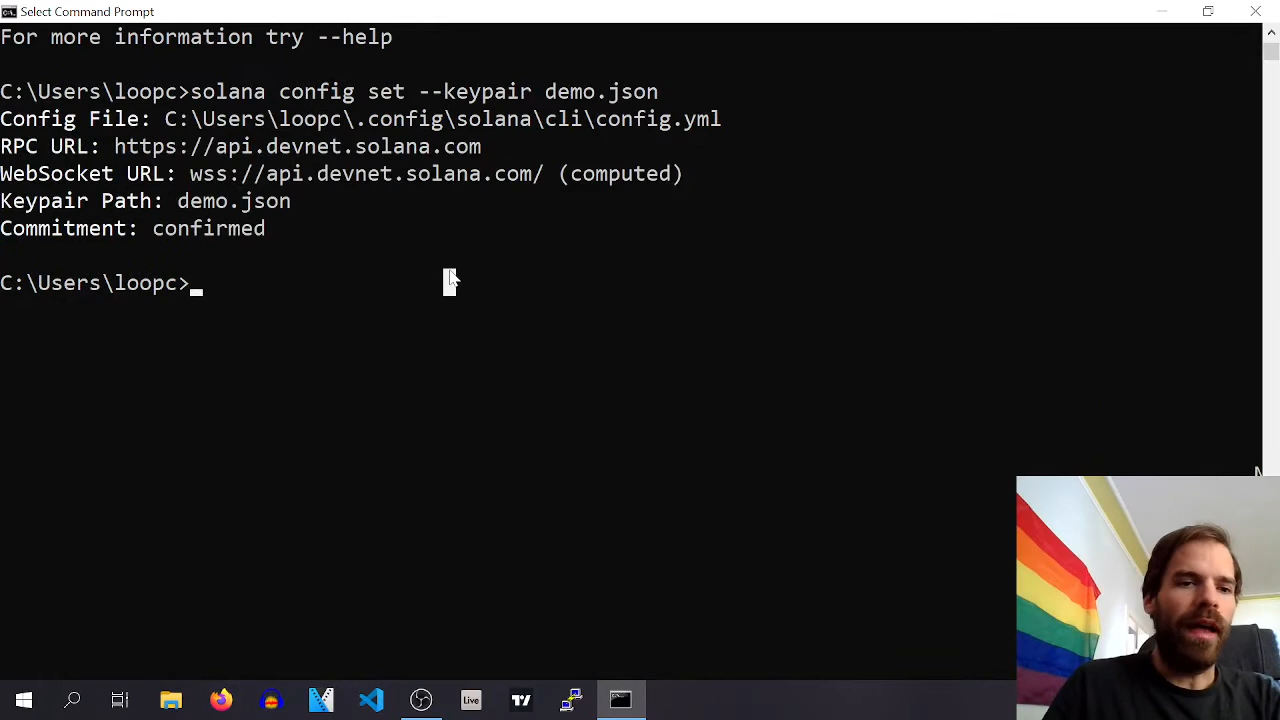 Select Command Prompt
For more information try --help
C:\Users\loopc>solana config set --keypair demo.json
Config File: C:\Users\loopc\.config\solana\cli\config.yml
RPC URL: https://api.devnet.solana.com
WebSocket URL: wss://api.devnet.solana.com/ (computed)
Keypair Path: demo.json
Commitment: confirmed
C:\Users\loopc>
Live